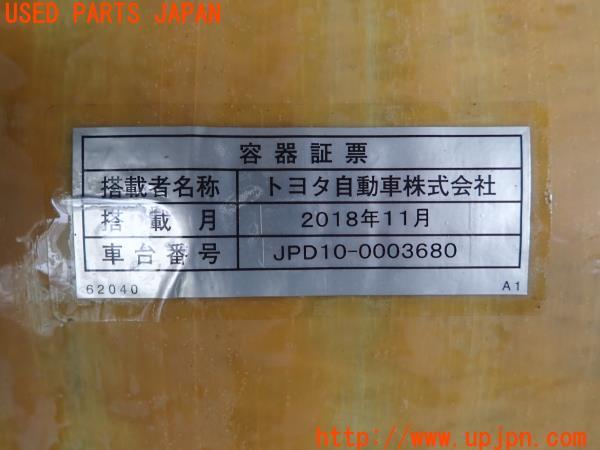 USED PARTS JAPAN
容器証票
搭載者名称 トヨタ自動車株式会社
搭載月 2018年11月
車台番号 JPD10-0003680
62040 A1
http://www.upjpn.com/